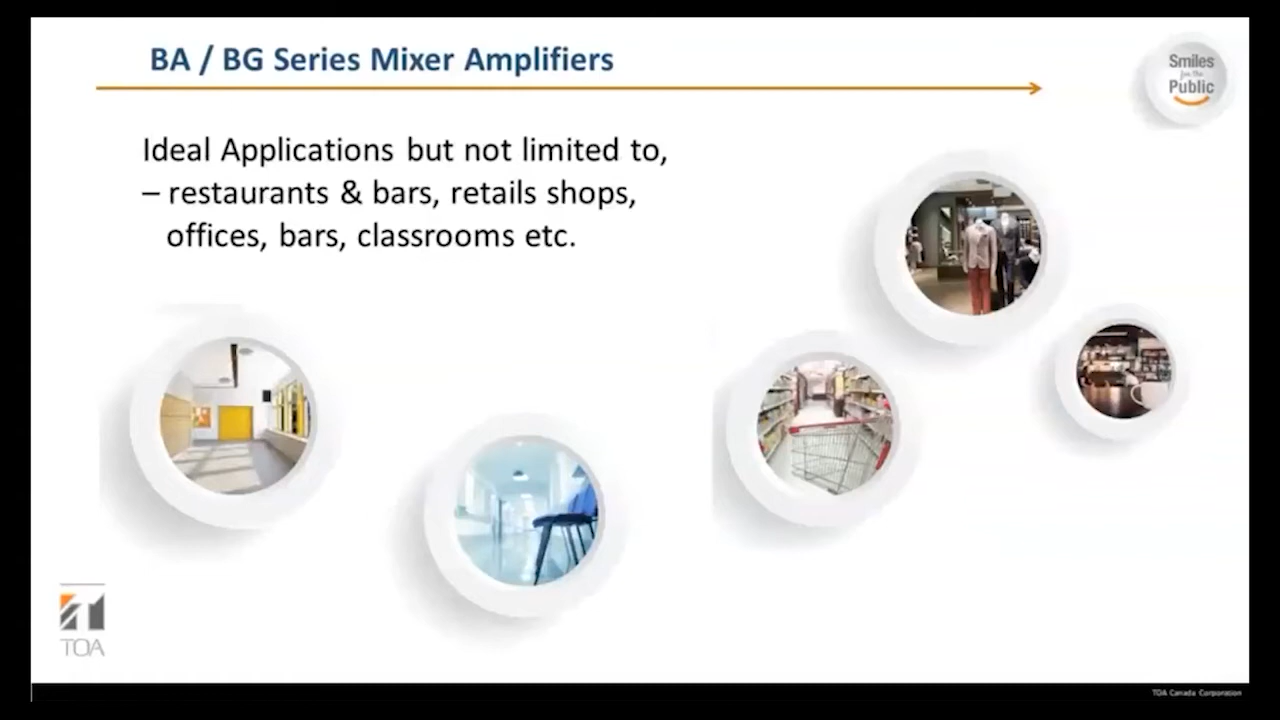 BA / BG Series Mixer Amplifiers
Smiles
for the
Public
Ideal Applications but not limited to,
– restaurants & bars, retails shops,
offices, bars, classrooms etc.
TOA
TOA Canada Corporation